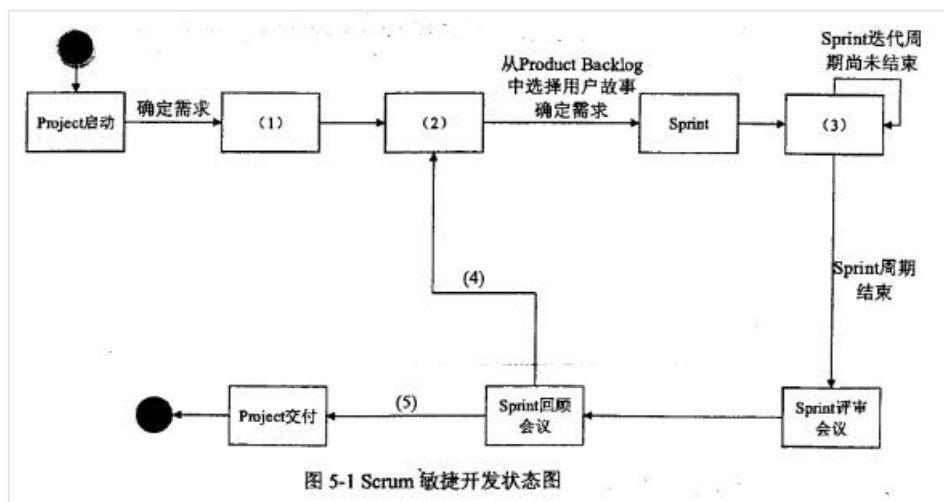 Sprint迭代周
期尚未结束
从Product Backlog
中选择用户故事
确定需求
确定需求
Project启动
（1）
（2）
Sprint
（3）
(4)
Sprint周期
结束
(5)
Project交付
Sprint回顾
会议
Sprint评审
会议
图 5-1 Scrum 敏捷开发状态图